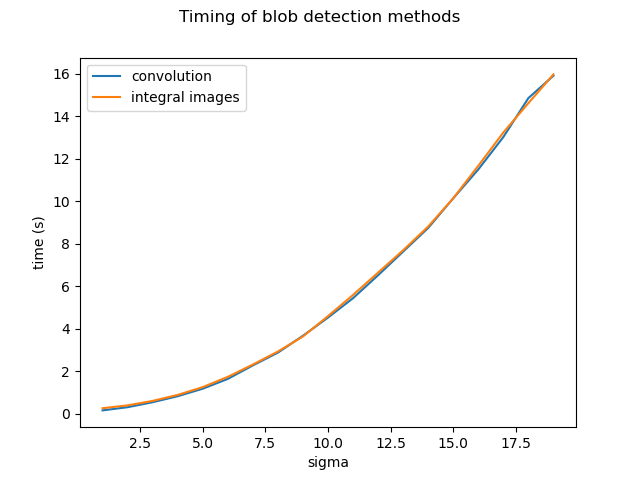 Timing of blob detection methods
convolution
integral images
time (s)
16
14
12
10
8
6
4
2
0
2.5 5.0 7.5 10.0 12.5 15.0 17.5
sigma